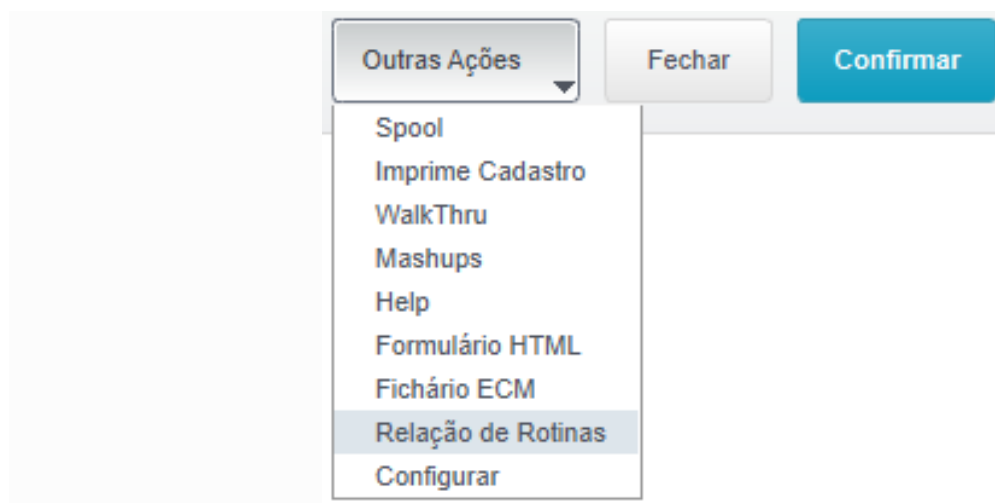 Outras Ações Fechar Confirmar
Spool
Imprime Cadastro
WalkThru
Mashups
Help
Formulário HTML
Fichário ECM
Relação de Rotinas
Configurar